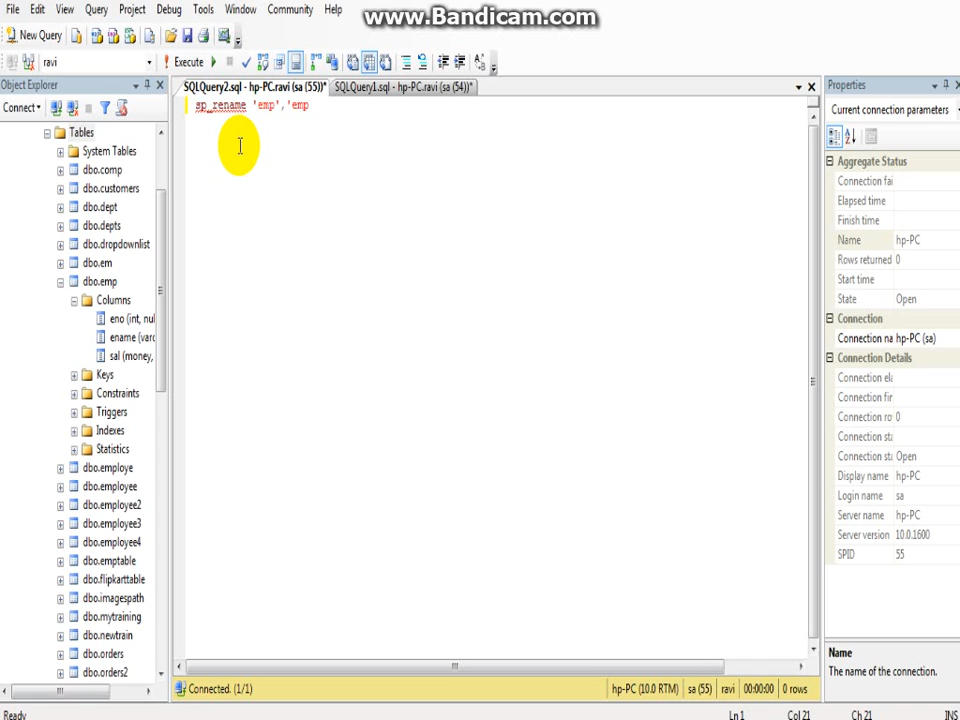 www.Bandicam.com
File Edit View Query Project Debug Tools Window Community Help
New Query
ravi
Execute
Object Explorer
Connect
Tables
System Tables
dbo.comp
dbo.customers
dbo.dept
dbo.depts
dbo.dropdownlist
dbo.em
dbo.emp
Columns
eno (int, nul
ename (varc
sal (money,
Keys
Constraints
Triggers
Indexes
Statistics
dbo.employe
dbo.employee
dbo.employee2
dbo.employee3
dbo.employee4
dbo.emptable
dbo.flipkarttable
dbo.imagespath
dbo.mytraining
dbo.newtrain
dbo.orders
dbo.orders2
SQLQuery2.sql - hp-PC.ravi (sa (55))* SQLQuery1.sql - hp-PC.ravi (sa (54))*
sp_rename 'emp','emp
Connected. (1/1) hp-PC (10.0 RTM) sa (55) ravi 00:00:00 0 rows
Properties
Current connection parameters
Aggregate Status
Connection fai
Elapsed time
Finish time
Name hp-PC
Rows returned 0
Start time
State Open
Connection
Connection na hp-PC (sa)
Connection Details
Connection ela
Connection fin
Connection ro 0
Connection sta
Connection sta Open
Display name hp-PC
Login name sa
Server name hp-PC
Server version 10.0.1600
SPID 55
Name
The name of the connection.
Ready Ln 1 Col 21 Ch 21 INS